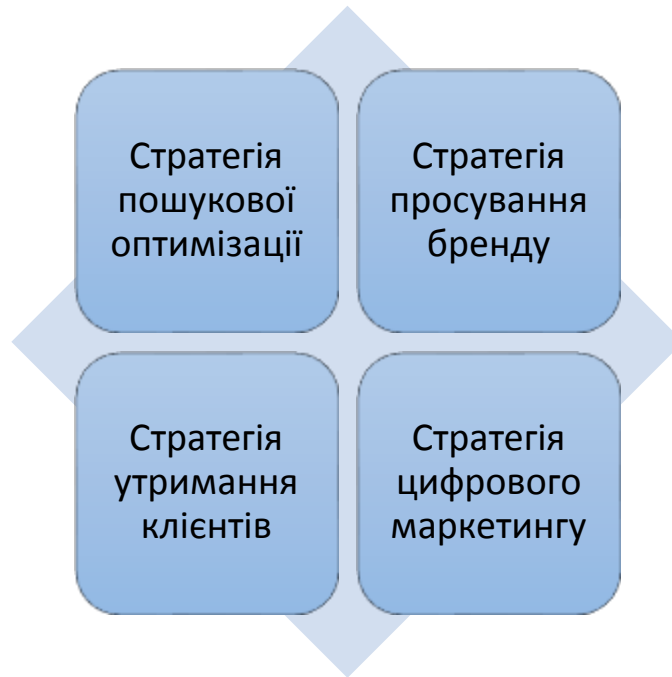 Стратегія
пошукової
оптимізації
Стратегія
просування
бренду
Стратегія
утримання
клієнтів
Стратегія
цифрового
маркетингу